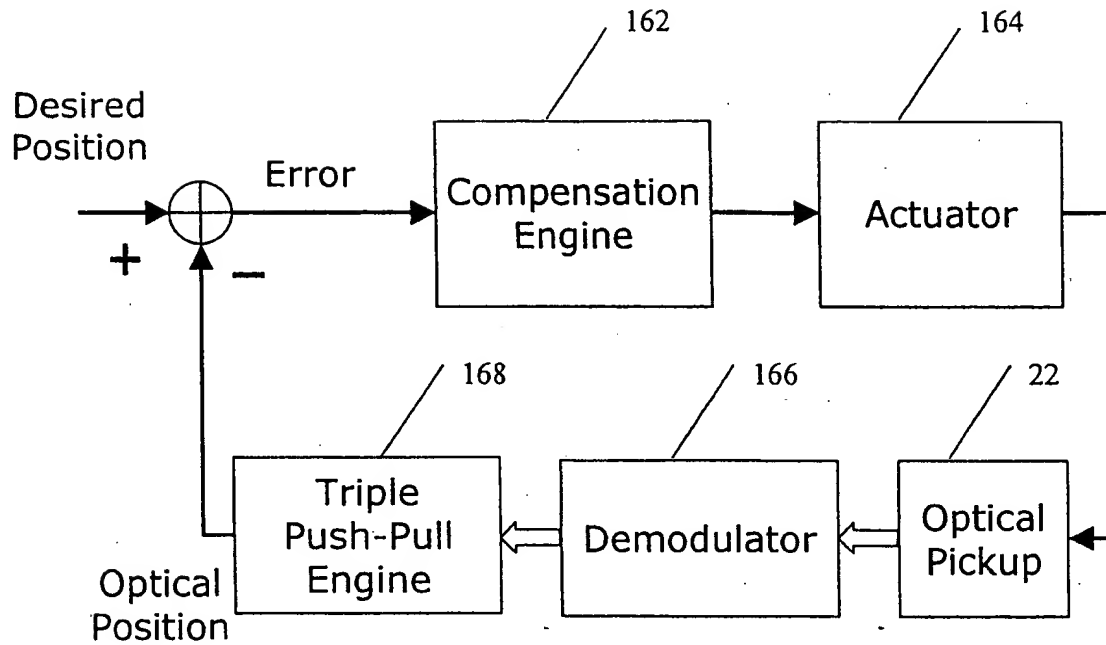 162
164
Desired
Position
Error
Compensation
Engine
Actuator
+
−
168
166
22
Triple
Push-Pull
Engine
Demodulator
Optical
Pickup
Optical
Position